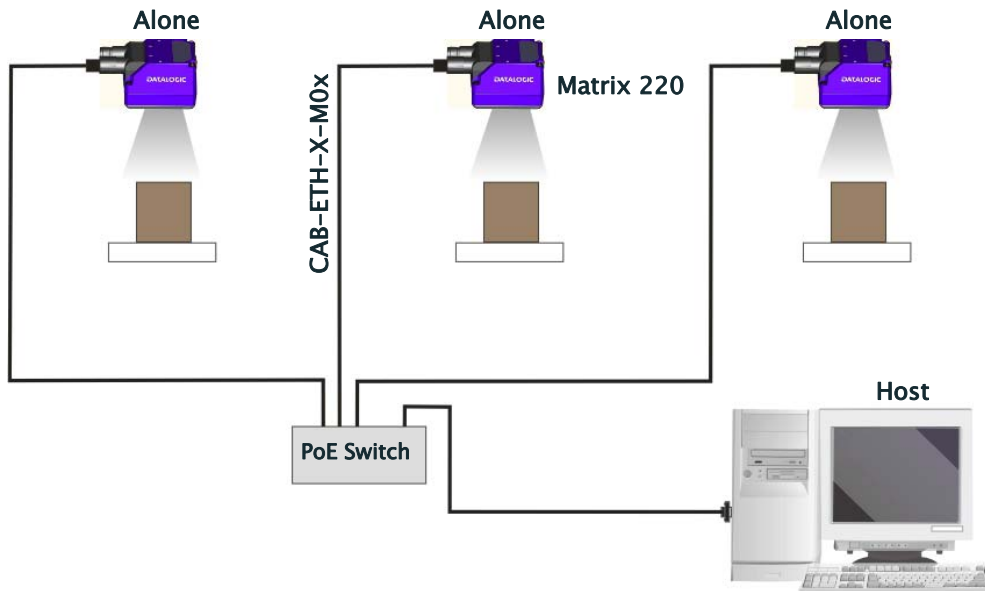 Alone
Alone
Alone
DATALOGIC
DATALOGIC
Matrix 220
DATALOGIC
CAB-ETH-X-M0x
PoE Switch
Host